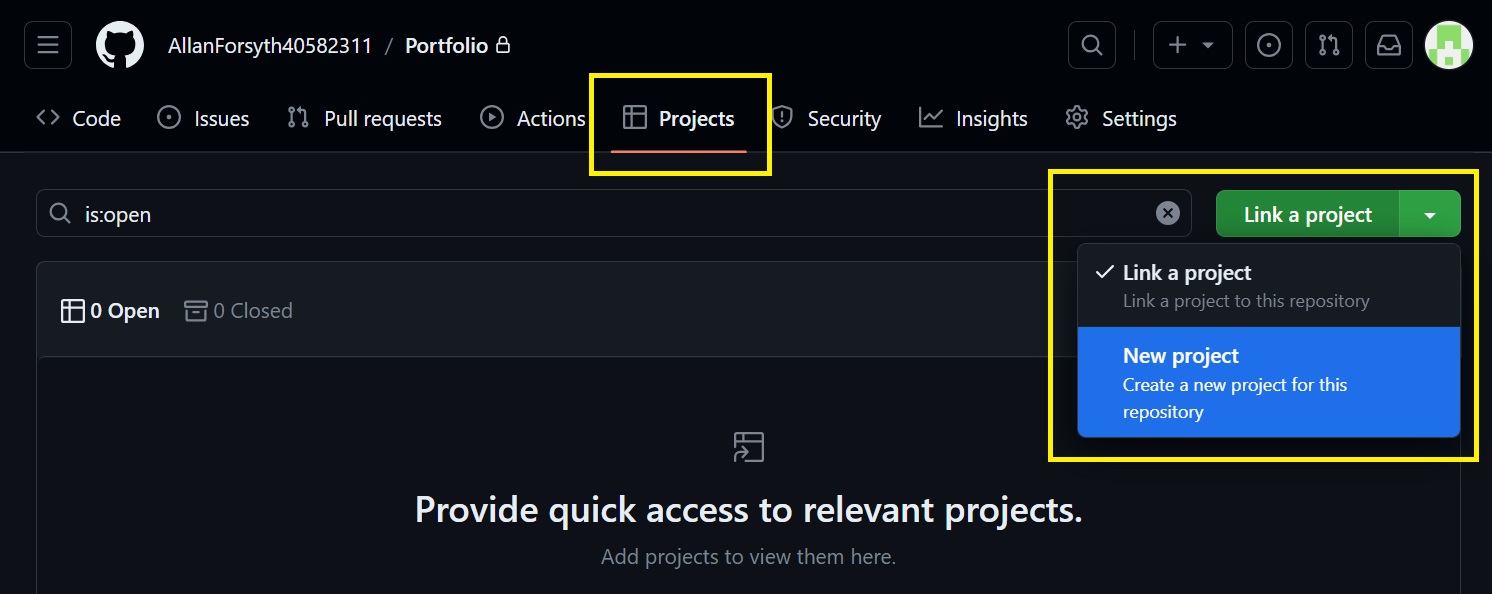 AllanForsyth40582311 / Portfolio
Code Issues Pull requests Actions Projects Security Insights Settings
is:open
Link a project
Link a project
Link a project to this repository
New project
Create a new project for this
repository
0 Open 0 Closed
Provide quick access to relevant projects.
Add projects to view them here.